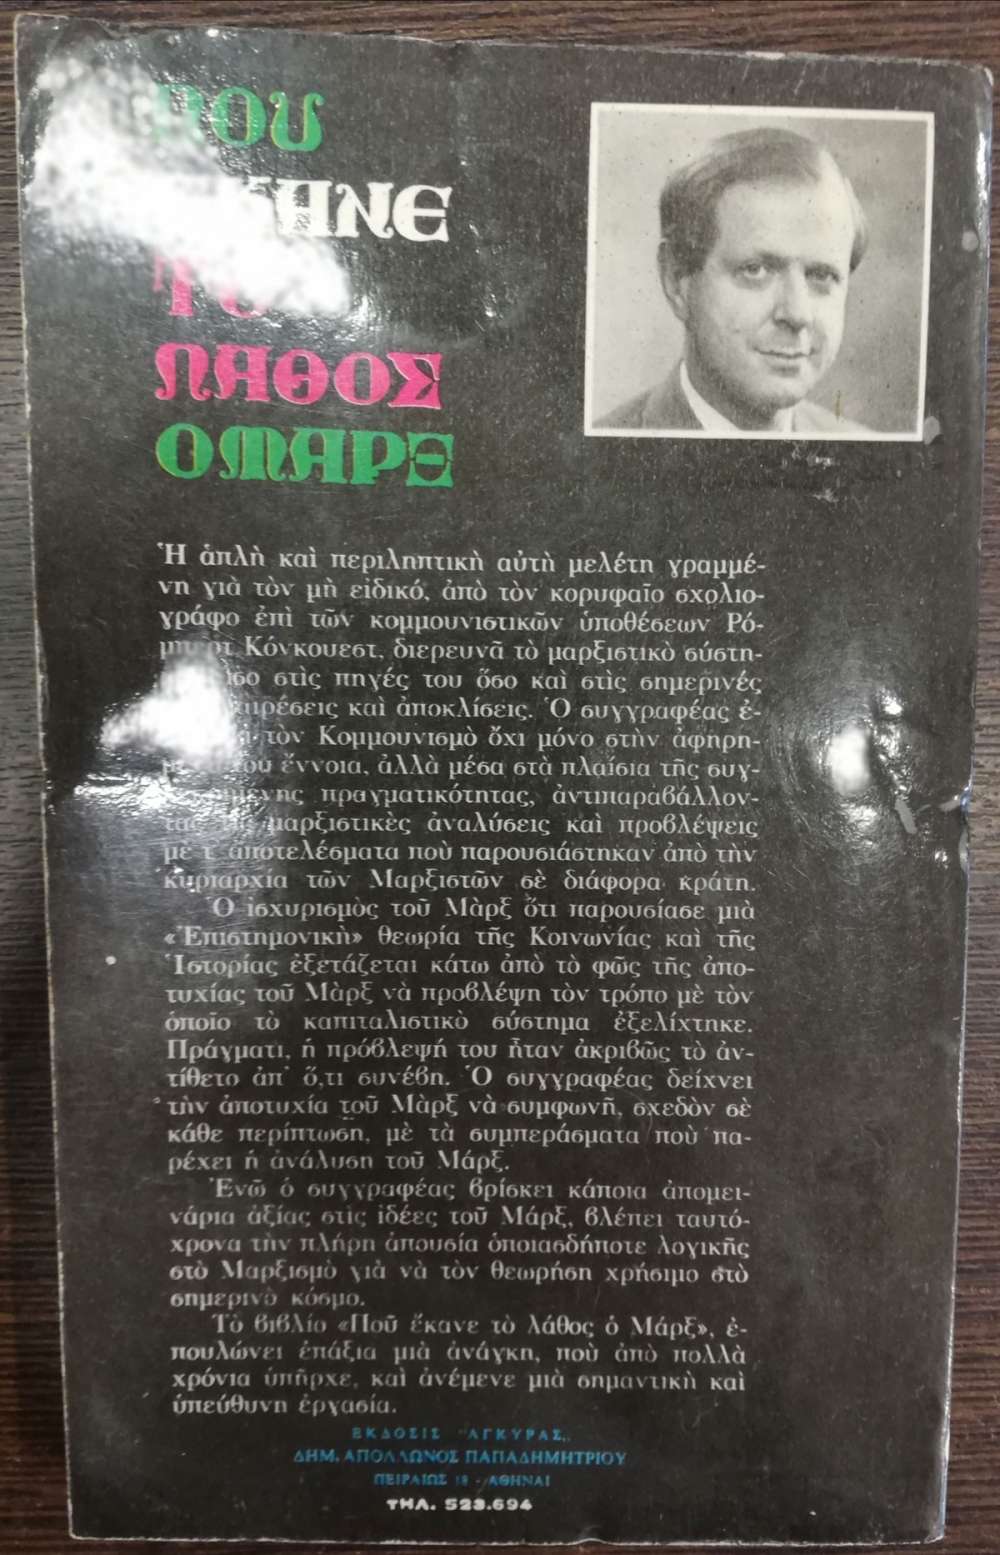 ΠΟΥ
ΕΚΑΝΕ
ΤΟ
ΛΑΘΟΣ
Ο ΜΑΡΞ
Ἡ ἁπλὴ καὶ περιληπτικὴ αὐτὴ μελέτη γραμμέ-
νη γιὰ τὸν μὴ εἰδικό, ἀπὸ τὸν κορυφαῖο σχολιο-
γράφο ἐπὶ τῶν κομμουνιστικῶν ὑποθέσεων Ρό-
μπερτ Κόνκουεστ, διερευνᾶ τὸ μαρξιστικὸ σύστη-
στὶς πηγές του ὅσο καὶ στὶς σημερινές
καὶ ἀποκλίσεις. Ὁ συγγραφέας ἐ-
τὸν Κομμουνισμὸ ὄχι μόνο στὴν ἀφηρη-
ἔννοια, ἀλλὰ μέσα στὰ πλαίσια τῆς συγ-
πραγματικότητας, ἀντιπαραβάλλον-
τας τὶς μαρξιστικὲς ἀναλύσεις καὶ προβλέψεις
μὲ τ' ἀποτελέσματα ποὺ παρουσιάστηκαν ἀπὸ τὴν
κυριαρχία τῶν Μαρξιστῶν σὲ διάφορα κράτη.
Ὁ ἰσχυρισμὸς τοῦ Μὰρξ ὅτι παρουσίασε μιὰ
«Ἐπιστημονικὴ» θεωρία τῆς Κοινωνίας καὶ τῆς
Ἱστορίας ἐξετάζεται κάτω ἀπὸ τὸ φῶς τῆς ἀπο-
τυχίας τοῦ Μὰρξ νὰ προβλέψη τὸν τρόπο μὲ τὸν
ὁποῖο τὸ καπιταλιστικὸ σύστημα ἐξελίχτηκε.
Πράγματι, ἡ πρόβλεψή του ἦταν ἀκριβῶς τὸ ἀν-
τίθετο ἀπ' ὅ,τι συνέβη. Ὁ συγγραφέας δείχνει
τὴν ἀποτυχία τοῦ Μὰρξ νὰ συμφωνῆ, σχεδὸν σὲ
κάθε περίπτωση, μὲ τὰ συμπεράσματα ποὺ πα-
ρέχει ἡ ἀνάλυση τοῦ Μάρξ.
Ἐνῶ ὁ συγγραφέας βρίσκει κάποια ἀπομει-
νάρια ἀξίας στὶς ἰδέες τοῦ Μάρξ, βλέπει ταυτό-
χρονα τὴν πλήρη ἀπουσία ὁποιασδήποτε λογικῆς
στὸ Μαρξισμὸ γιὰ νὰ τὸν θεωρήση χρήσιμο στὸ
σημερινὸ κόσμο.
Τὸ βιβλίο «Ποῦ ἔκανε τὸ λάθος ὁ Μάρξ», ἐ-
πουλώνει ἐπάξια μιὰ ἀνάγκη, ποὺ ἀπὸ πολλὰ
χρόνια ὑπῆρχε, καὶ ἀνέμενε μιὰ σημαντικὴ καὶ
ὑπεύθυνη ἐργασία.
ΕΚΔΟΣΙΣ "ΑΓΚΥΡΑΣ,,
ΔΗΜ. ΑΠΟΛΛΩΝΟΣ ΠΑΠΑΔΗΜΗΤΡΙΟΥ
ΠΕΙΡΑΙΩΣ 18 - ΑΘΗΝΑΙ
ΤΗΛ. 523.694